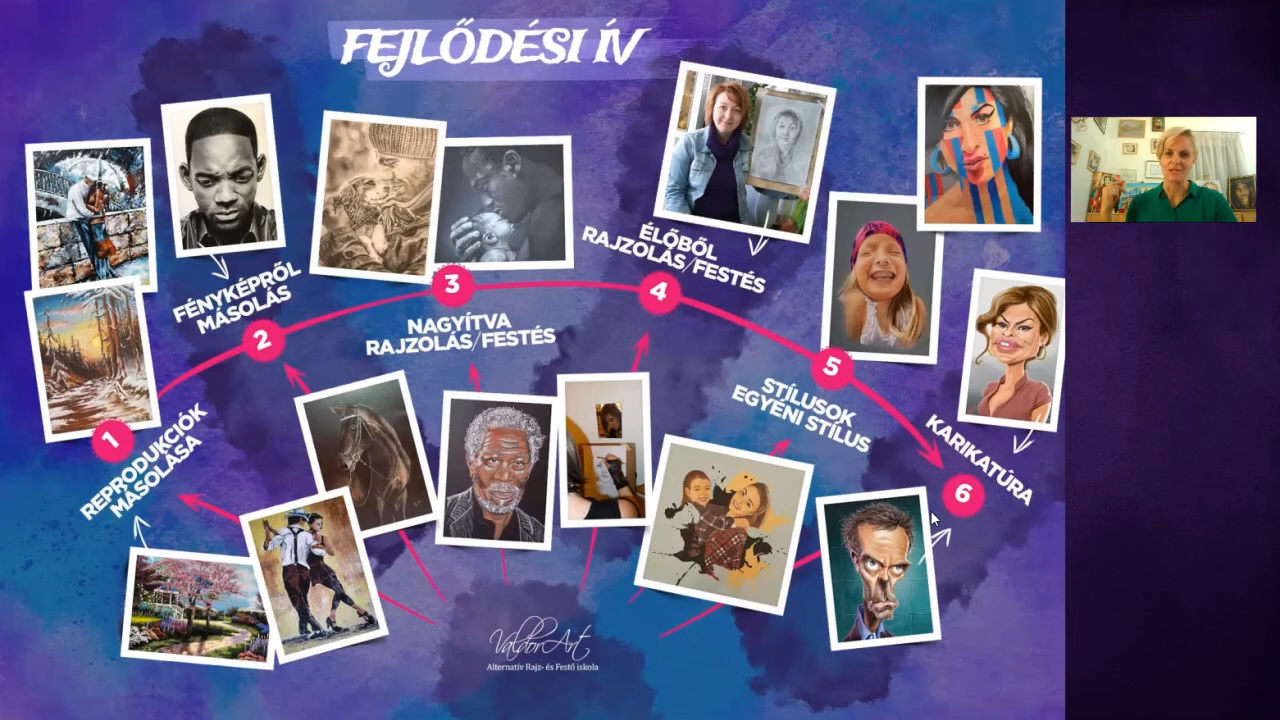 FEJLŐDÉSI ÍV
1
REPRODUKCIÓK
MÁSOLÁSA
2
FÉNYKÉPRŐL
MÁSOLÁS
3
NAGYÍTVA
RAJZOLÁS/FESTÉS
4
ÉLŐBŐL
RAJZOLÁS/FESTÉS
5
STÍLUSOK
EGYÉNI STÍLUS
6
KARIKATÚRA
ValdorArt
Alternatív Rajz- és Festő iskola